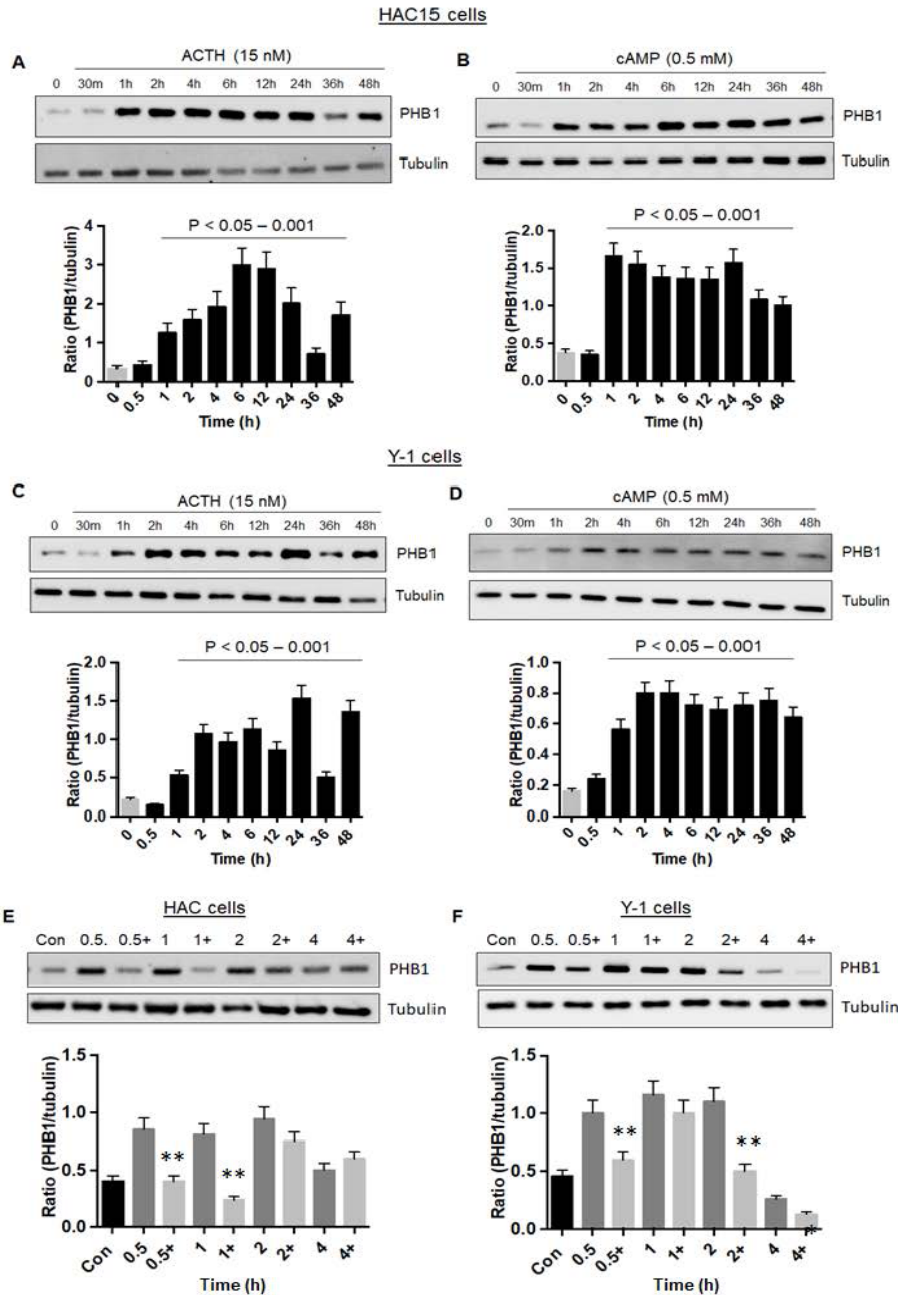 HAC15 cells
A
ACTH (15 nM)
0 30m 1h 2h 4h 6h 12h 24h 36h 48h
PHB1
Tubulin
P < 0.05 – 0.001
Ratio (PHB1/tubulin)
4
3
2
1
0
0 0.5 1 2 4 6 12 24 36 48
Time (h)
B
cAMP (0.5 mM)
0 30m 1h 2h 4h 6h 12h 24h 36h 48h
PHB1
Tubulin
P < 0.05 – 0.001
Ratio (PHB1/tubulin)
2.0
1.5
1.0
0.5
0.0
0 0.5 1 2 4 6 12 24 36 48
Time (h)
Y-1 cells
C
ACTH (15 nM)
0 30m 1h 2h 4h 6h 12h 24h 36h 48h
PHB1
Tubulin
P < 0.05 – 0.001
Ratio (PHB1/tubulin)
2.0
1.5
1.0
0.5
0.0
0 0.5 1 2 4 6 12 24 36 48
Time (h)
D
cAMP (0.5 mM)
0 30m 1h 2h 4h 6h 12h 24h 36h 48h
PHB1
Tubulin
P < 0.05 – 0.001
Ratio (PHB1/tubulin)
1.0
0.8
0.6
0.4
0.2
0.0
0 0.5 1 2 4 6 12 24 36 48
Time (h)
E
HAC cells
Con 0.5. 0.5+ 1 1+ 2 2+ 4 4+
PHB1
Tubulin
Ratio (PHB1/tubulin)
1.5
1.0
0.5
0.0
** **
Con 0.5 0.5+ 1 1+ 2 2+ 4 4+
Time (h)
F
Y-1 cells
Con 0.5. 0.5+ 1 1+ 2 2+ 4 4+
PHB1
Tubulin
Ratio (PHB1/tubulin)
1.5
1.0
0.5
0.0
** **
*
Con 0.5 0.5+ 1 1+ 2 2+ 4 4+
Time (h)